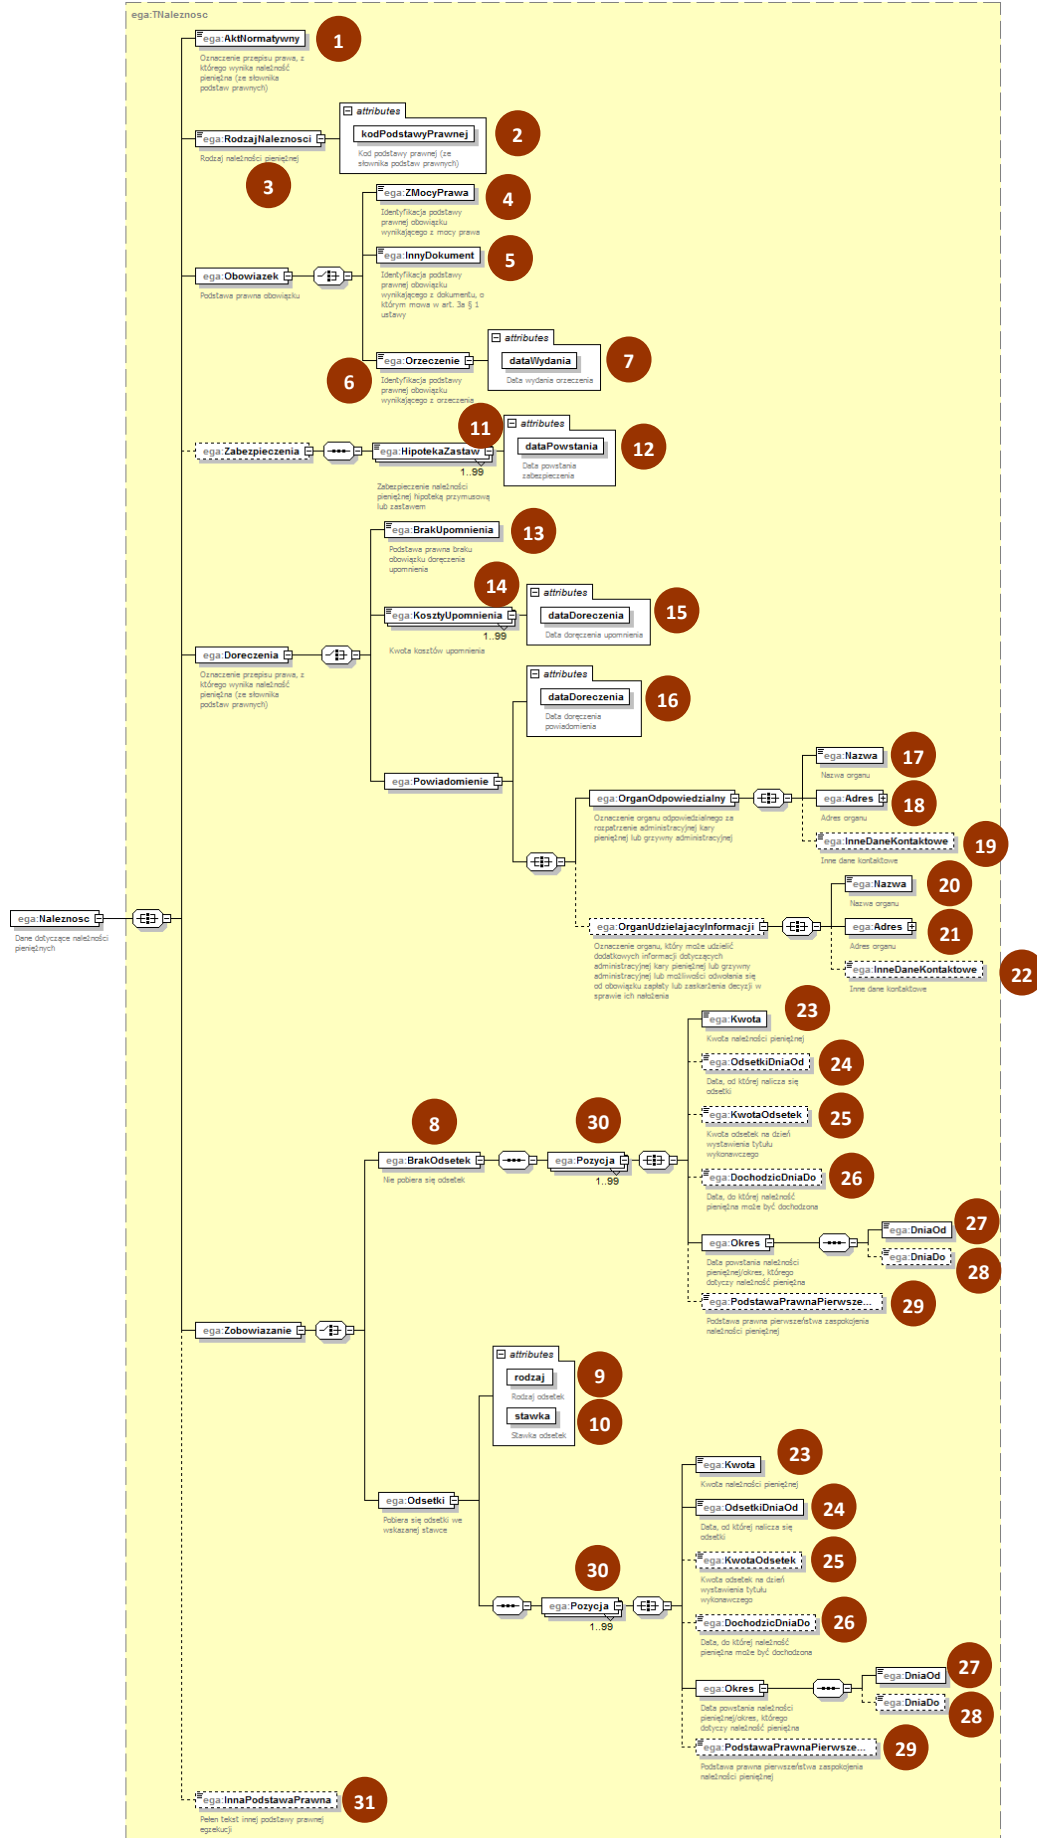 ega:TNaleznosc
ega:AktNormatywny
1
Oznaczenie przepisu prawa, z
którego wynika należność
pieniężna (ze słownika
podstaw prawnych)
attributes
kodPodstawyPrawnej
2
Kod podstawy prawnej (ze
słownika podstaw prawnych)
ega:RodzajNaleznosci
Rodzaj należności pieniężnej
3
ega:ZMocyPrawa
4
Identyfikacja podstawy
prawnej obowiązku
wynikającego z mocy prawa
ega:InnyDokument
5
Identyfikacja podstawy
prawnej obowiązku
wynikającego z dokumentu, o
którym mowa w art. 3a § 1
ustawy
ega:Obowiazek
Podstawa prawna obowiązku
attributes
dataWydania
7
Data wydania orzeczenia
6
ega:Orzeczenie
Identyfikacja podstawy
prawnej obowiązku
wynikającego z orzeczenia
11
attributes
dataPowstania
12
Data powstania
zabezpieczenia
ega:Zabezpieczenia
ega:HipotekaZastaw
1..99
Zabezpieczenie należności
pieniężnej hipoteką przymusową
lub zastawem
ega:BrakUpomnienia
13
Podstawa prawna braku
obowiązku doręczenia
upomnienia
14
attributes
dataDoreczenia
15
Data doręczenia upomnienia
ega:KosztyUpomnienia
1..99
Kwota kosztów upomnienia
ega:Doreczenia
Oznaczenie przepisu prawa, z
którego wynika należność
pieniężna (ze słownika
podstaw prawnych)
attributes
dataDoreczenia
16
Data doręczenia
powiadomienia
ega:Powiadomienie
ega:Nazwa
17
Nazwa organu
ega:OrganOdpowiedzialny
Oznaczenie organu odpowiedzialnego za
rozpatrzenie administracyjnej kary
pieniężnej lub grzywny administracyjnej
ega:Adres
18
Adres organu
ega:InneDaneKontaktowe
19
Inne dane kontaktowe
ega:Nazwa
20
Nazwa organu
ega:OrganUdzielajacyInformacji
Oznaczenie organu, który może udzielić
dodatkowych informacji dotyczących
administracyjnej kary pieniężnej lub grzywny
administracyjnej lub możliwości odwołania się
od obowiązku zapłaty lub zaskarżenia decyzji w
sprawie ich nałożenia
ega:Adres
21
Adres organu
ega:InneDaneKontaktowe
22
Inne dane kontaktowe
ega:Naleznosc
Dane dotyczące należności
pieniężnych
ega:Kwota
23
Kwota należności pieniężnej
ega:OdsetkiDniaOd
24
Data, od której nalicza się
odsetki
ega:KwotaOdsetek
25
Kwota odsetek na dzień
wystawienia tytułu
wykonawczego
8
ega:BrakOdsetek
Nie pobiera się odsetek
30
ega:Pozycja
1..99
ega:DochodzicDniaDo
26
Data, do której należność
pieniężna może być dochodzona
ega:Okres
Data powstania należności
pieniężnej/okres, którego
dotyczy należność pieniężna
ega:DniaOd
27
ega:DniaDo
28
ega:PodstawaPrawnaPierwsze...
29
Podstawa prawna pierwszeństwa zaspokojenia
należności pieniężnej
ega:Zobowiazanie
attributes
rodzaj
9
Rodzaj odsetek
stawka
10
Stawka odsetek
ega:Odsetki
Pobiera się odsetki we
wskazanej stawce
ega:Kwota
23
Kwota należności pieniężnej
ega:OdsetkiDniaOd
24
Data, od której nalicza się
odsetki
ega:KwotaOdsetek
25
Kwota odsetek na dzień
wystawienia tytułu
wykonawczego
30
ega:Pozycja
1..99
ega:DochodzicDniaDo
26
Data, do której należność
pieniężna może być dochodzona
ega:Okres
Data powstania należności
pieniężnej/okres, którego
dotyczy należność pieniężna
ega:DniaOd
27
ega:DniaDo
28
ega:PodstawaPrawnaPierwsze...
29
Podstawa prawna pierwszeństwa zaspokojenia
należności pieniężnej
ega:InnaPodstawaPrawna
31
Pełen tekst innej podstawy prawnej
egzekucji